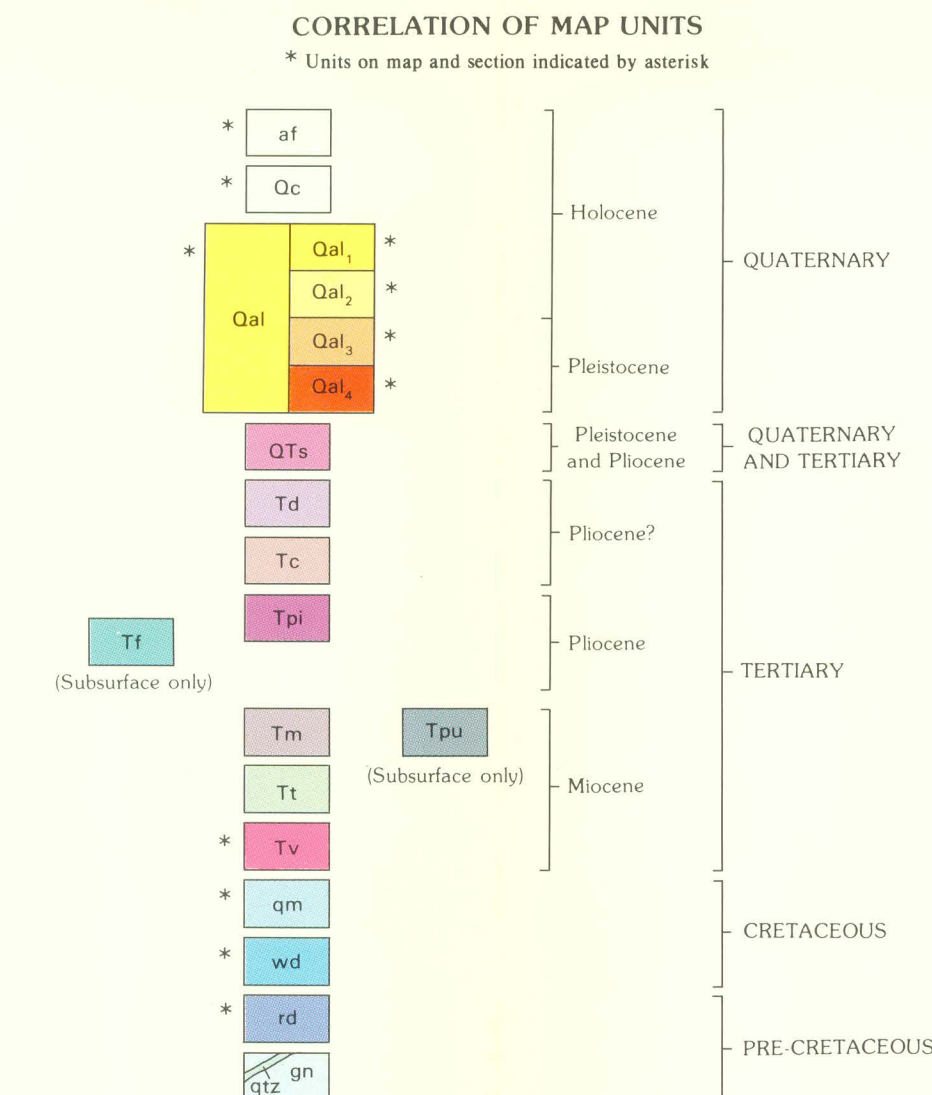 CORRELATION OF MAP UNITS
* Units on map and section indicated by asterisk
* af
* Qc
Holocene
* Qal
Qal1 *
Qal2 *
Qal3 *
Qal4 *
QUATERNARY
Pleistocene
QTs
Pleistocene
and Pliocene
QUATERNARY
AND TERTIARY
Td
Pliocene?
Tc
Tpi
Tf
(Subsurface only)
Pliocene
TERTIARY
Tm
Tpu
(Subsurface only)
Tt
Miocene
* Tv
* qm
CRETACEOUS
* wd
* rd
PRE-CRETACEOUS
gn
qtz